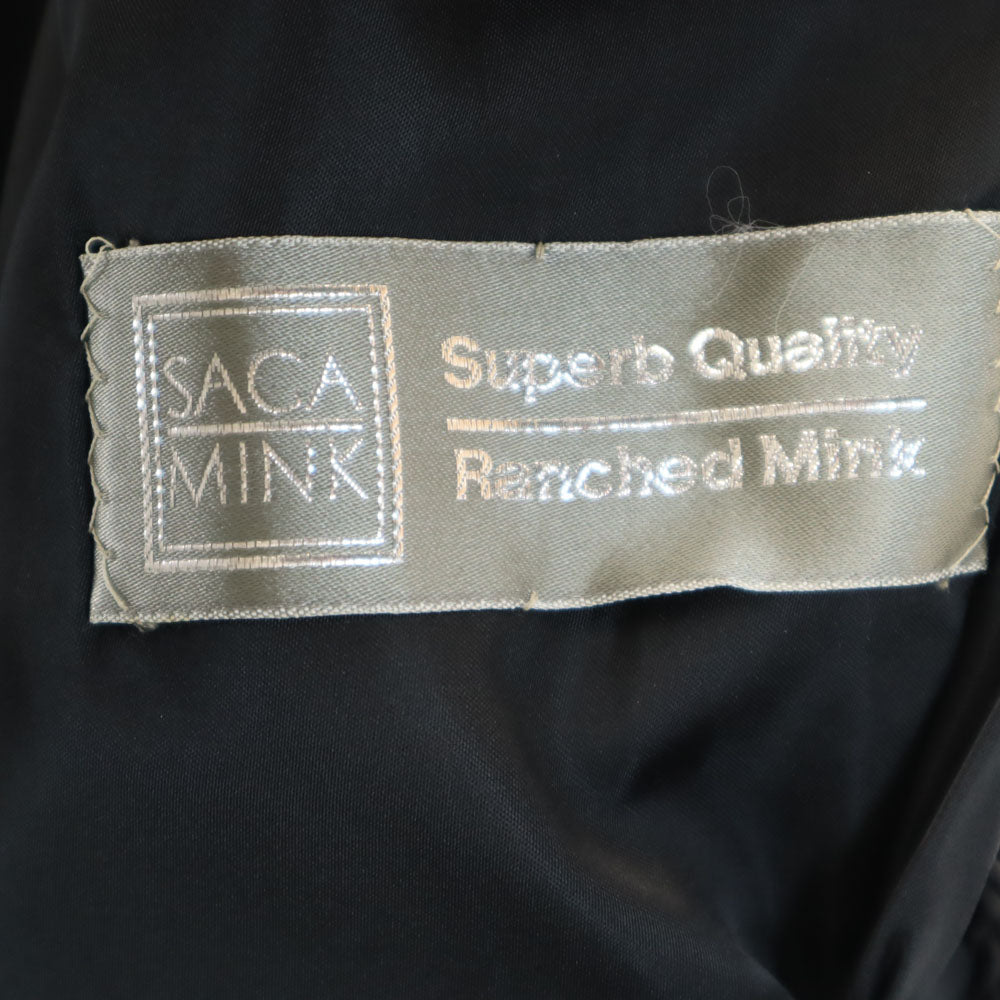 SACA
MINK
Superb Quality
Ranched Mink